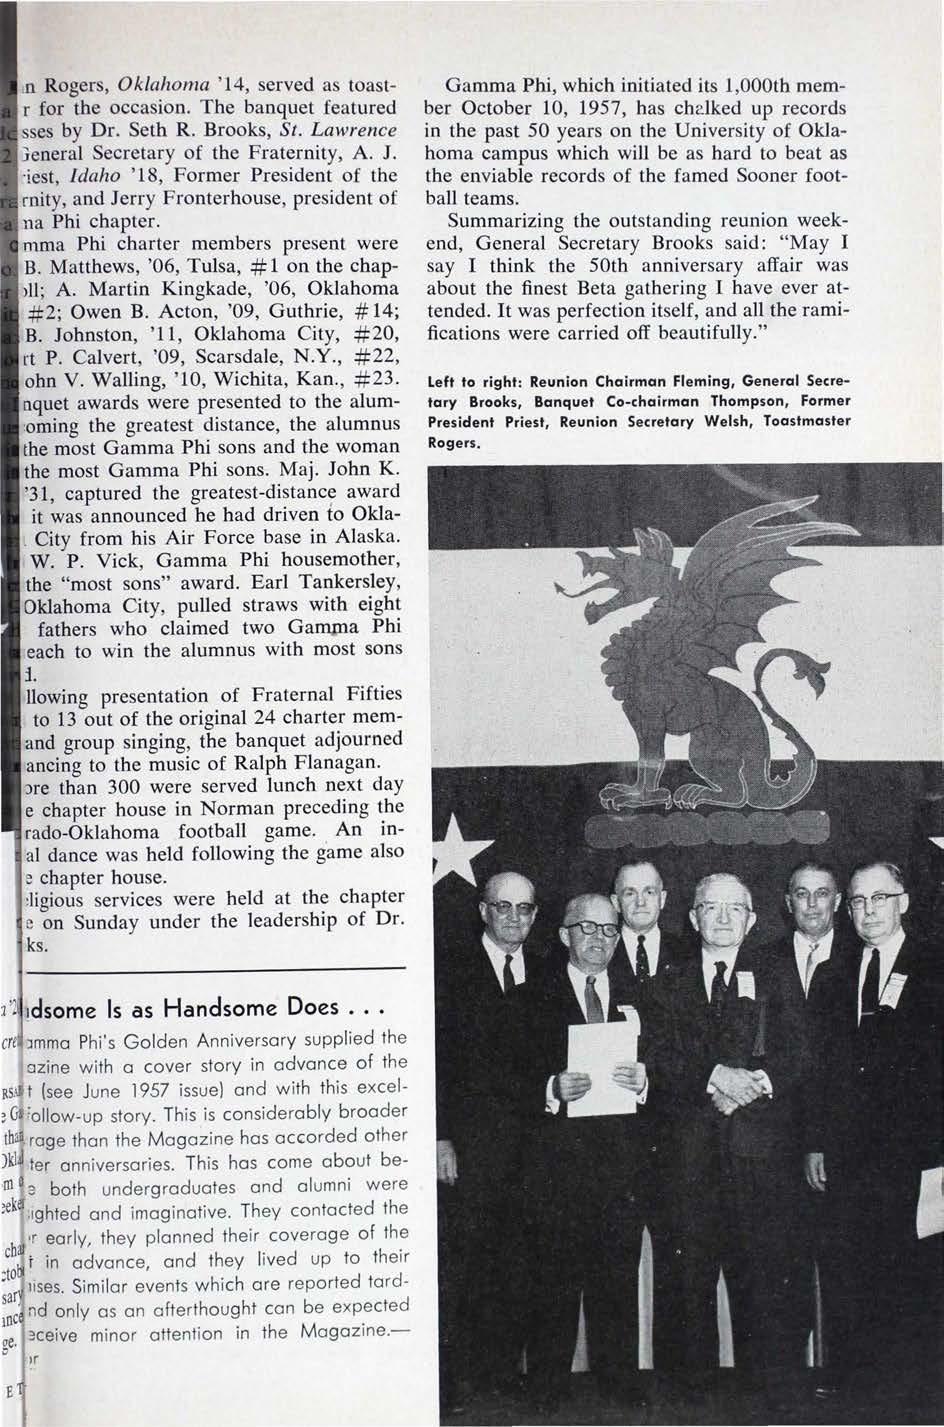 n Rogers, Oklahoma '14, served as toast-
r for the occasion. The banquet featured
sses by Dr. Seth R. Brooks, St. Lawrence
General Secretary of the Fraternity, A. J.
riest, Idaho '18, Former President of the
rnity, and Jerry Fronterhouse, president of
ma Phi chapter.
mma Phi charter members present were
B. Matthews, '06, Tulsa, #1 on the chap-
oll; A. Martin Kingkade, '06, Oklahoma
#2; Owen B. Acton, '09, Guthrie, #14;
B. Johnston, '11, Oklahoma City, #20,
rt P. Calvert, '09, Scarsdale, N.Y., #22,
ohn V. Walling, '10, Wichita, Kan., #23.
nquet awards were presented to the alum-
coming the greatest distance, the alumnus
the most Gamma Phi sons and the woman
the most Gamma Phi sons. Maj. John K.
'31, captured the greatest-distance award
it was announced he had driven to Okla-
City from his Air Force base in Alaska.
W. P. Vick, Gamma Phi housemother,
the "most sons" award. Earl Tankersley,
Oklahoma City, pulled straws with eight
fathers who claimed two Gamma Phi
each to win the alumnus with most sons
d.
llowing presentation of Fraternal Fifties
to 13 out of the original 24 charter mem-
and group singing, the banquet adjourned
ancing to the music of Ralph Flanagan.
ore than 300 were served lunch next day
e chapter house in Norman preceding the
rado-Oklahoma football game. An in-
al dance was held following the game also
e chapter house.
eligious services were held at the chapter
e on Sunday under the leadership of Dr.
ks.
ndsome Is as Handsome Does . . .
amma Phi's Golden Anniversary supplied the
azine with a cover story in advance of the
t (see June 1957 issue) and with this excel-
follow-up story. This is considerably broader
rage than the Magazine has accorded other
ter anniversaries. This has come about be-
e both undergraduates and alumni were
sighted and imaginative. They contacted the
r early, they planned their coverage of the
t in advance, and they lived up to their
ises. Similar events which are reported tard-
nd only as an afterthought can be expected
eceive minor attention in the Magazine.—
or
Gamma Phi, which initiated its 1,000th mem-
ber October 10, 1957, has chalked up records
in the past 50 years on the University of Okla-
homa campus which will be as hard to beat as
the enviable records of the famed Sooner foot-
ball teams.
Summarizing the outstanding reunion week-
end, General Secretary Brooks said: "May I
say I think the 50th anniversary affair was
about the finest Beta gathering I have ever at-
tended. It was perfection itself, and all the rami-
fications were carried off beautifully."
Left to right: Reunion Chairman Fleming, General Secre-
tary Brooks, Banquet Co-chairman Thompson, Former
President Priest, Reunion Secretary Welsh, Toastmaster
Rogers.